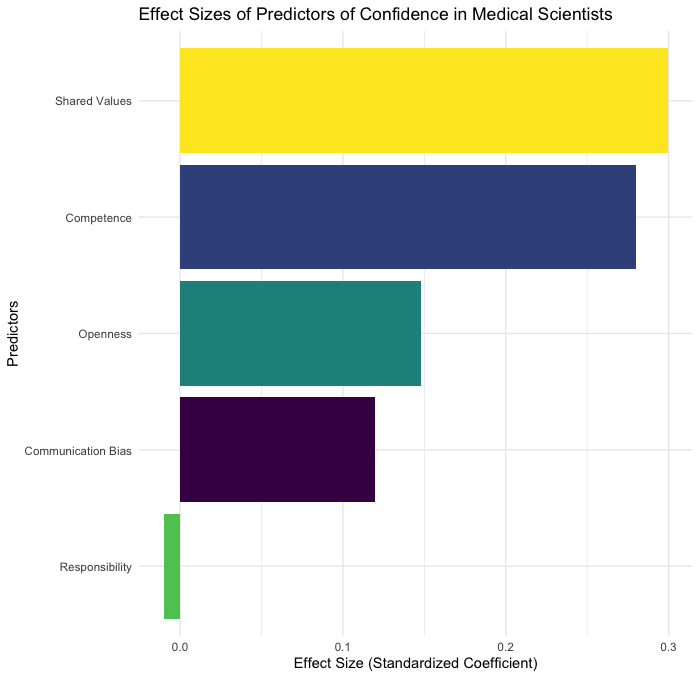 Effect Sizes of Predictors of Confidence in Medical Scientists
Predictors
Shared Values
Competence
Openness
Communication Bias
Responsibility
0.0 0.1 0.2 0.3
Effect Size (Standardized Coefficient)